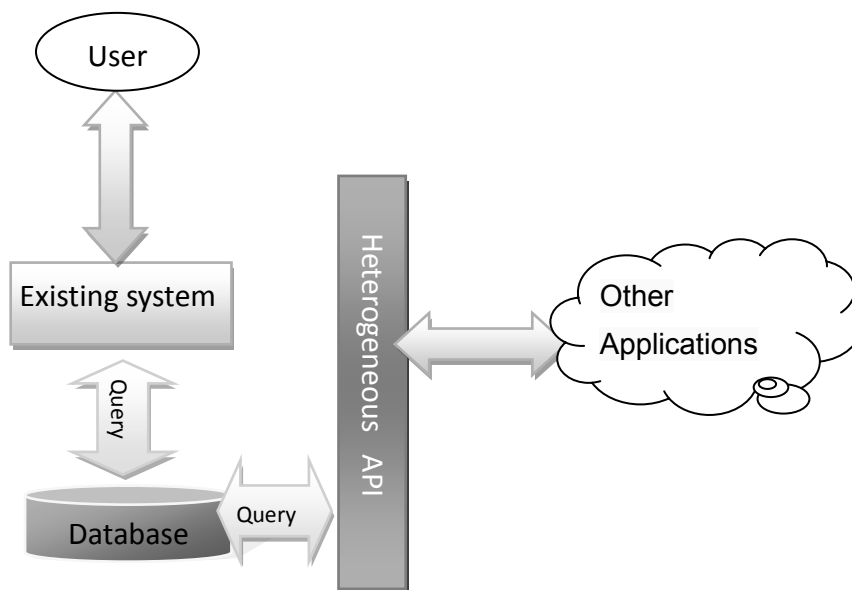 User
Existing system
Query
Database
Query
Heterogeneous API
Other
Applications